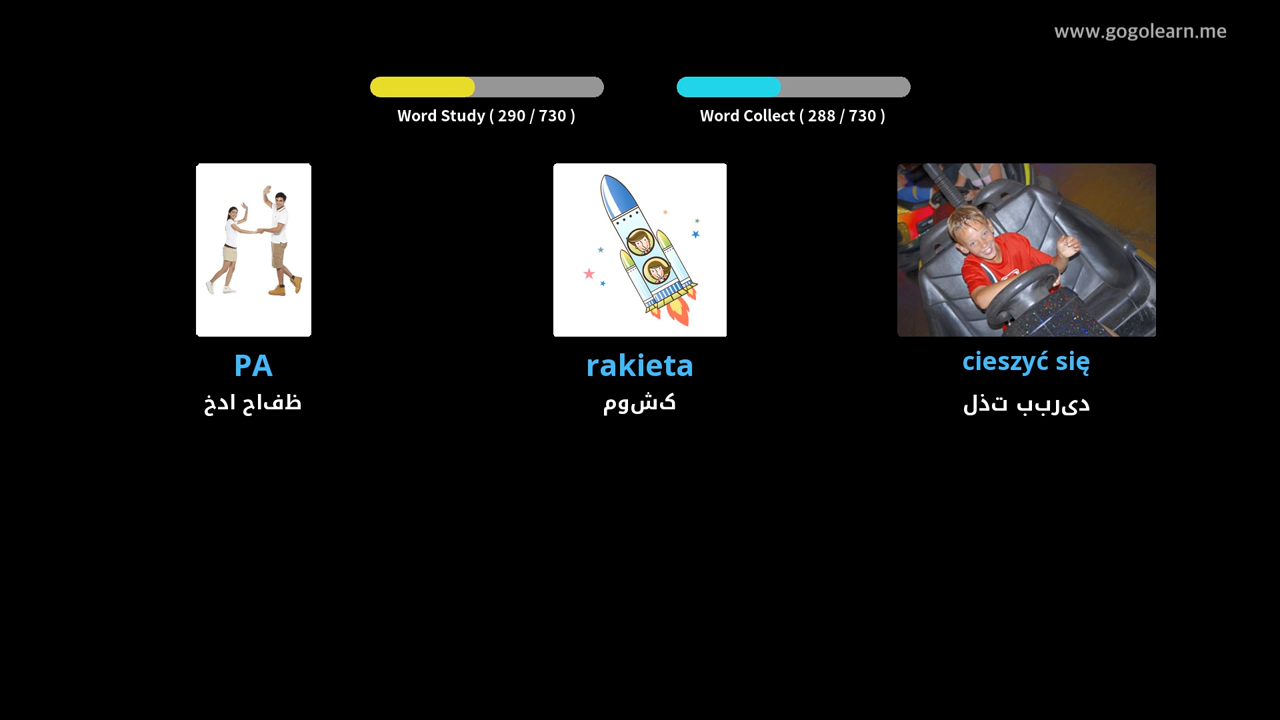 www.gogolearn.me
Word Study ( 290 / 730 )
Word Collect ( 288 / 730 )
PA
ظفاح ادخ
rakieta
کشوم
cieszyć się
دیربب تذل